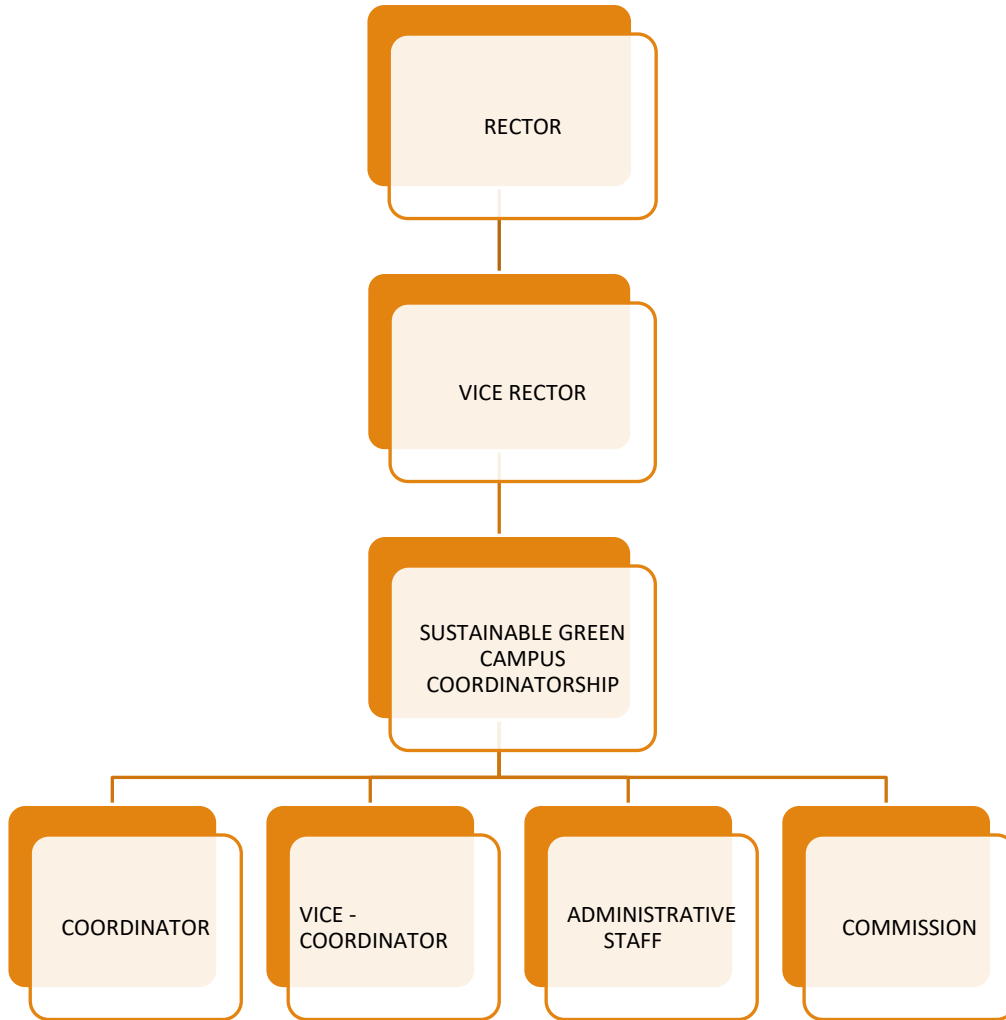 RECTOR
VICE RECTOR
SUSTAINABLE GREEN
CAMPUS
COORDINATORSHIP
COORDINATOR
VICE -
COORDINATOR
ADMINISTRATIVE
STAFF
COMMISSION